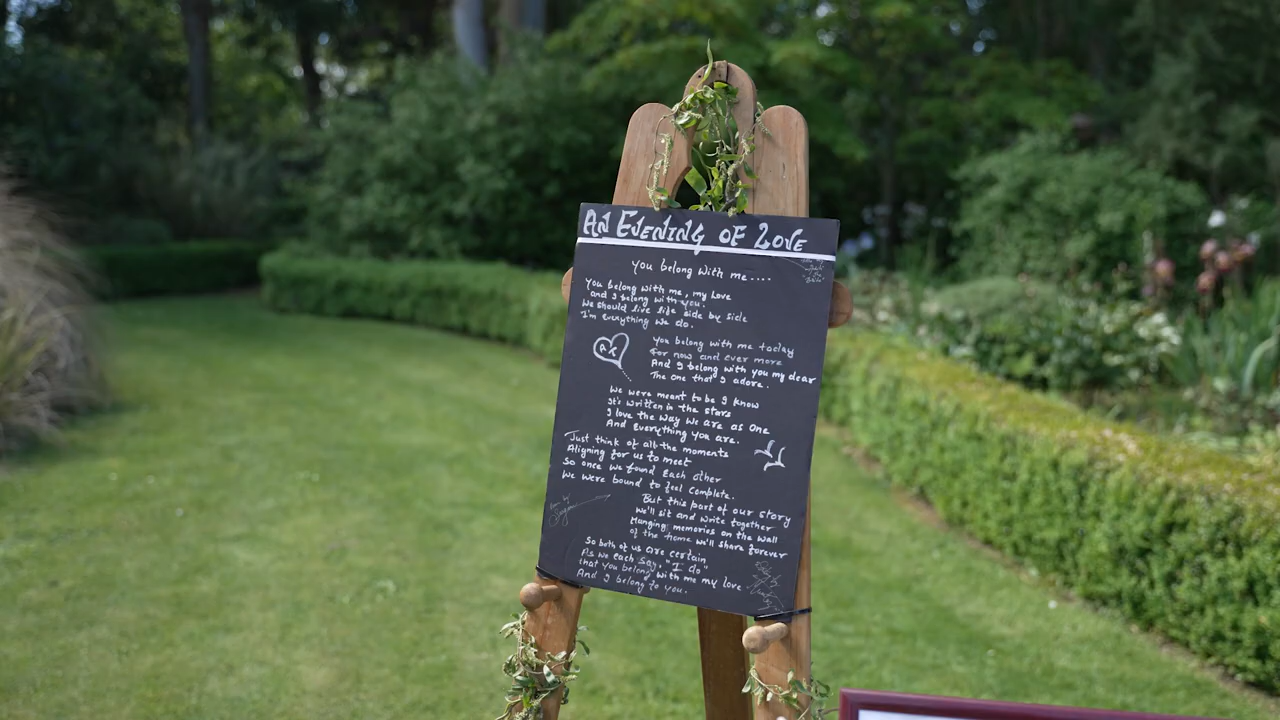 An Evening of Love
You belong with me....
You belong with me, my love
and I belong with you.
We should live life side by side
I'm everything we do.
You belong with me today
For now and ever more
And I belong with you my dear
The one that I adore.
We were meant to be I know
It's written in the stars
I love the way we are as one
And Everything you are.
Just think of all the moments
Aligning for us to meet
So once we found Each other
We were bound to feel complete.
But this part of our story
We'll sit and write together
Hanging memories on the wall
of the home we'll share forever
So both of us are certain
As we each say, "I do"
that you belong with me my love
And I belong to you.